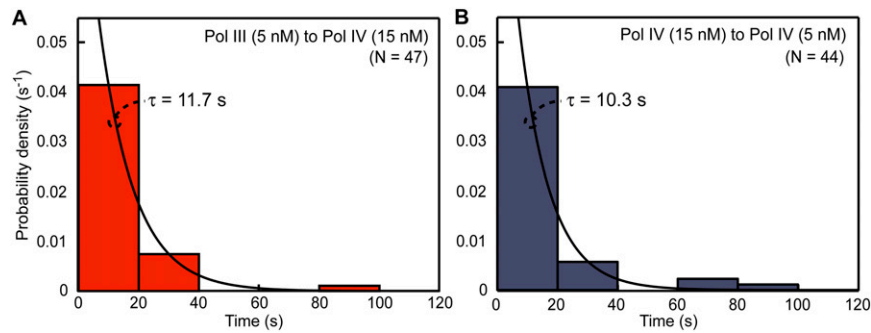 A
Pol III (5 nM) to Pol IV (15 nM)
(N = 47)
τ = 11.7 s
Probability density (s⁻¹)
0.05
0.04
0.03
0.02
0.01
0
0 20 40 60 80 100 120
Time (s)
B
Pol IV (15 nM) to Pol IV (5 nM)
(N = 44)
τ = 10.3 s
0.05
0.04
0.03
0.02
0.01
0
0 20 40 60 80 100 120
Time (s)